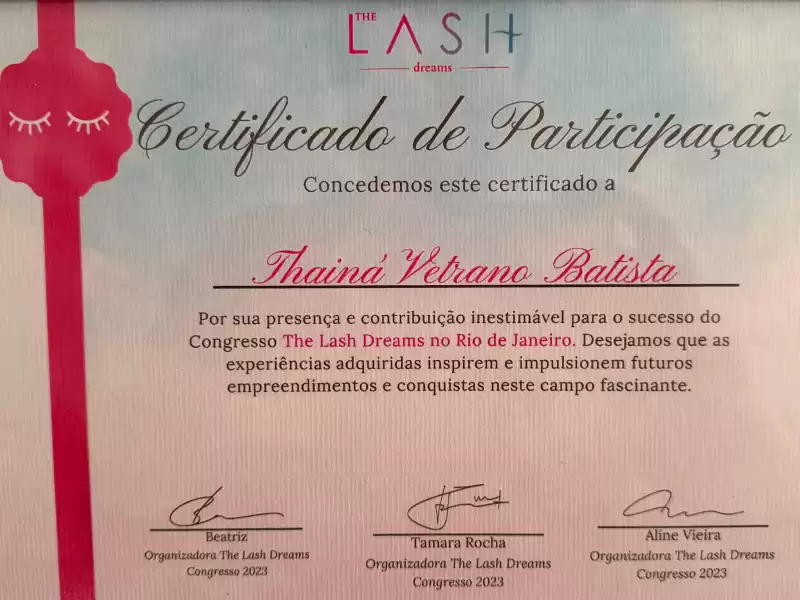 THE
LASH
dreams
Certificado de Participação
Concedemos este certificado a
Thainá Vetrano Batista
Por sua presença e contribuição inestimável para o sucesso do
Congresso The Lash Dreams no Rio de Janeiro. Desejamos que as
experiências adquiridas inspirem e impulsionem futuros
empreendimentos e conquistas neste campo fascinante.
Beatriz
Organizadora The Lash Dreams
Congresso 2023
Tamara Rocha
Organizadora The Lash Dreams
Congresso 2023
Aline Vieira
Organizadora The Lash Dreams
Congresso 2023